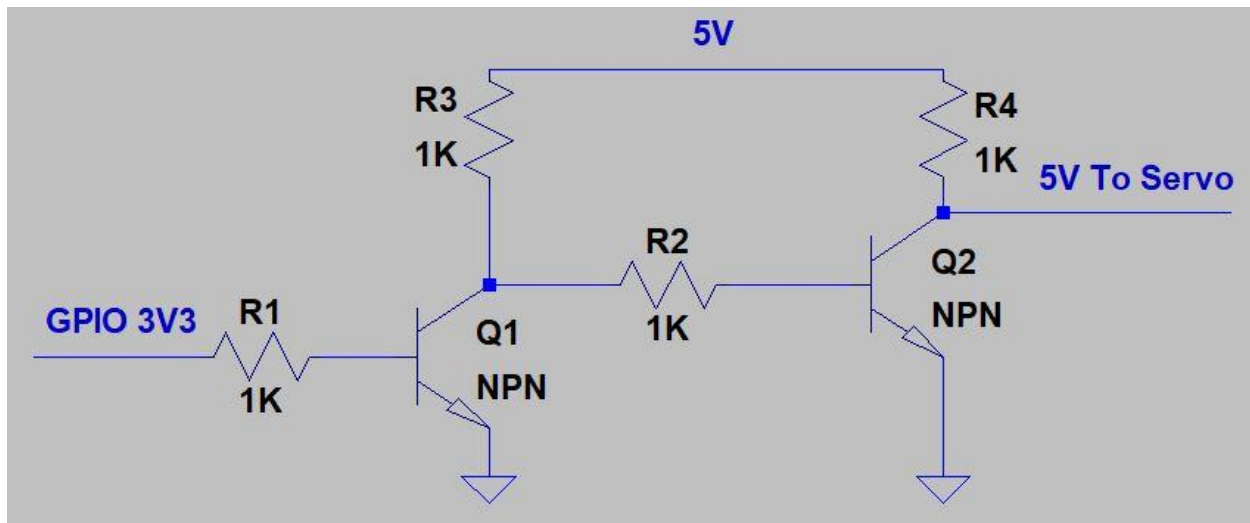 5V
R3
1K
R4
1K
5V To Servo
R2
1K
Q2
NPN
GPIO 3V3
R1
1K
Q1
NPN